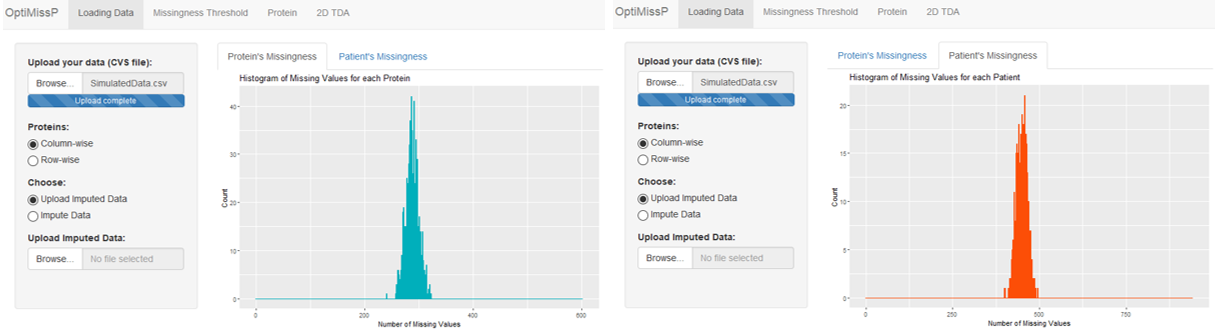 OptiMissP Loading Data Missingness Threshold Protein 2D TDA
Upload your data (CVS file):
Browse... SimulatedData.csv
Upload complete
Proteins:
Column-wise
Row-wise
Choose:
Upload Imputed Data
Impute Data
Upload Imputed Data:
Browse... No file selected
Protein's Missingness Patient's Missingness
Histogram of Missing Values for each Protein
Count
40
30
20
10
0
0 200 400 600
Number of Missing Values
OptiMissP Loading Data Missingness Threshold Protein 2D TDA
Upload your data (CVS file):
Browse... SimulatedData.csv
Upload complete
Proteins:
Column-wise
Row-wise
Choose:
Upload Imputed Data
Impute Data
Upload Imputed Data:
Browse... No file selected
Protein's Missingness Patient's Missingness
Histogram of Missing Values for each Patient
Count
20
15
10
5
0
0 250 500 750
Number of Missing Values